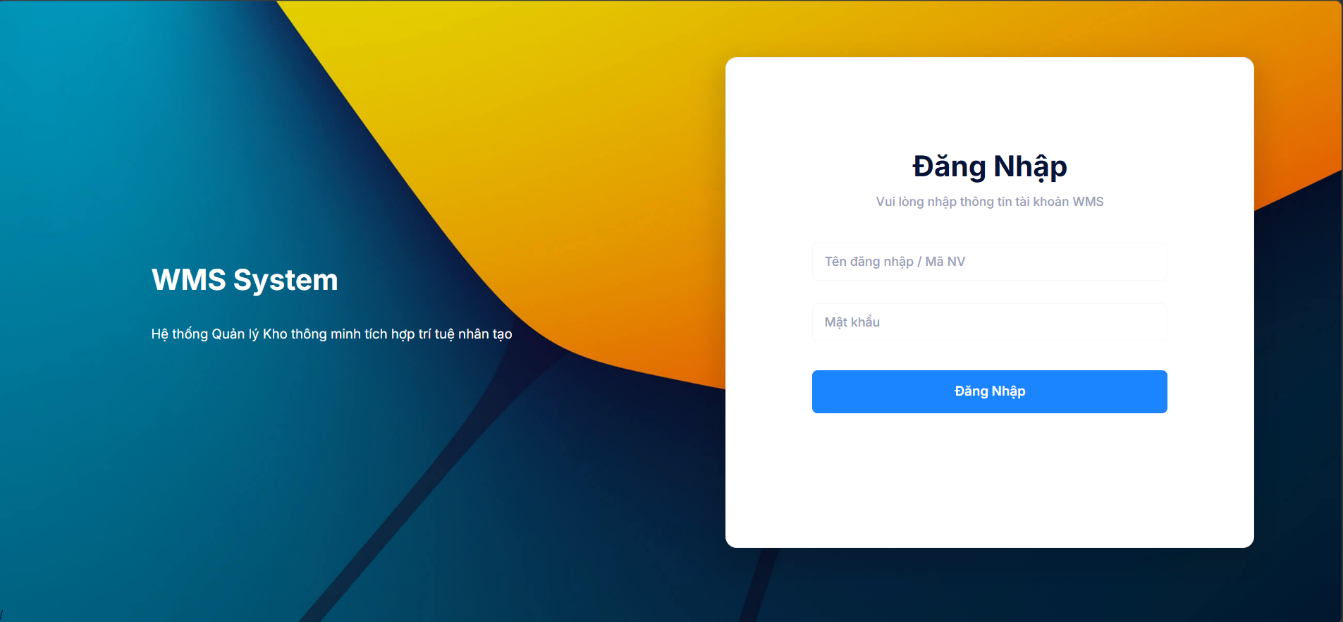 WMS System
Hệ thống Quản lý Kho thông minh tích hợp trí tuệ nhân tạo
Đăng Nhập
Vui lòng nhập thông tin tài khoản WMS
Tên đăng nhập / Mã NV
Mật khẩu
Đăng Nhập
/